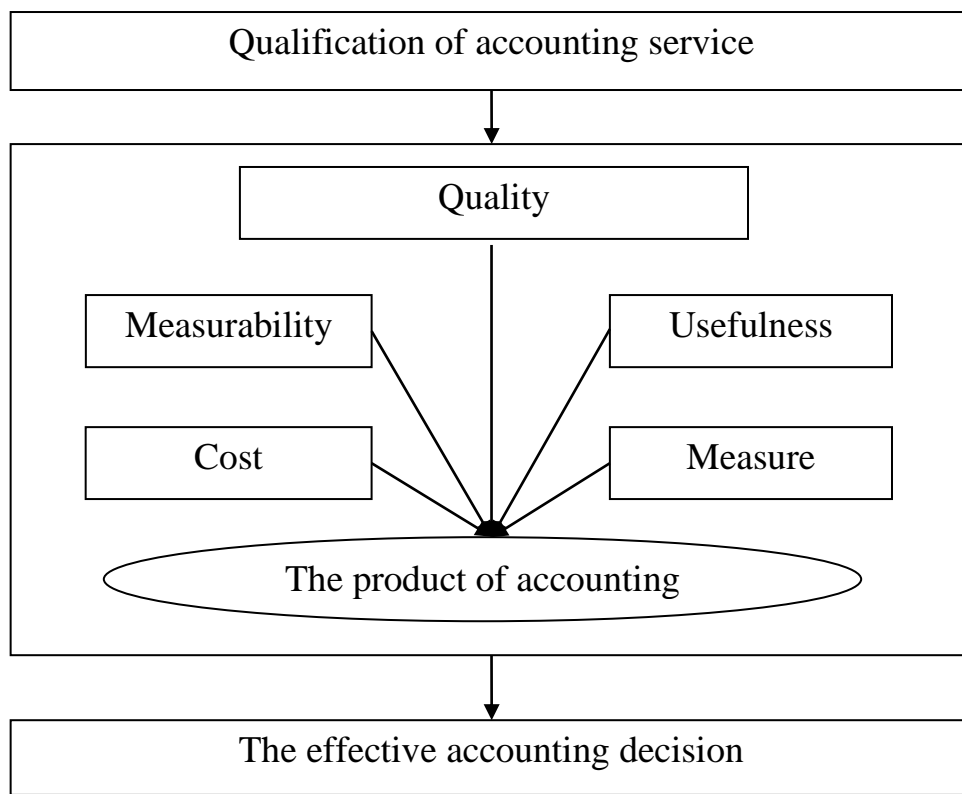 Qualification of accounting service
Quality
Measurability
Usefulness
Cost
Measure
The product of accounting
The effective accounting decision